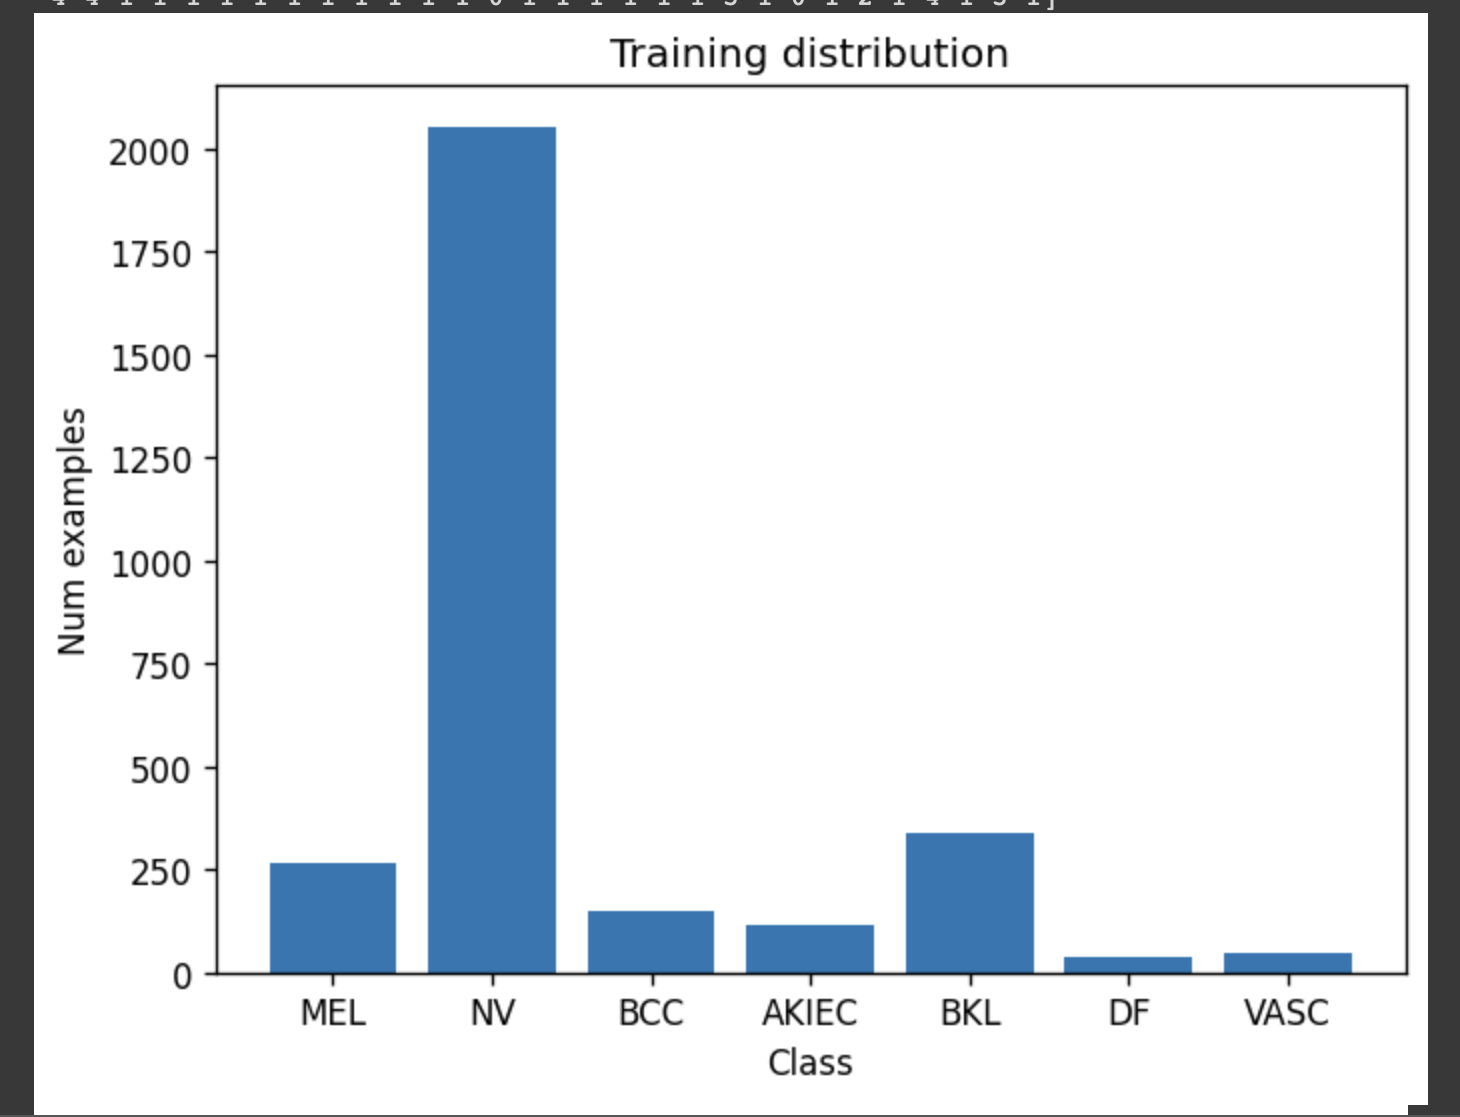 Training distribution
2000
1750
1500
1250
1000
750
500
250
0
Num examples
MEL NV BCC AKIEC BKL DF VASC
Class